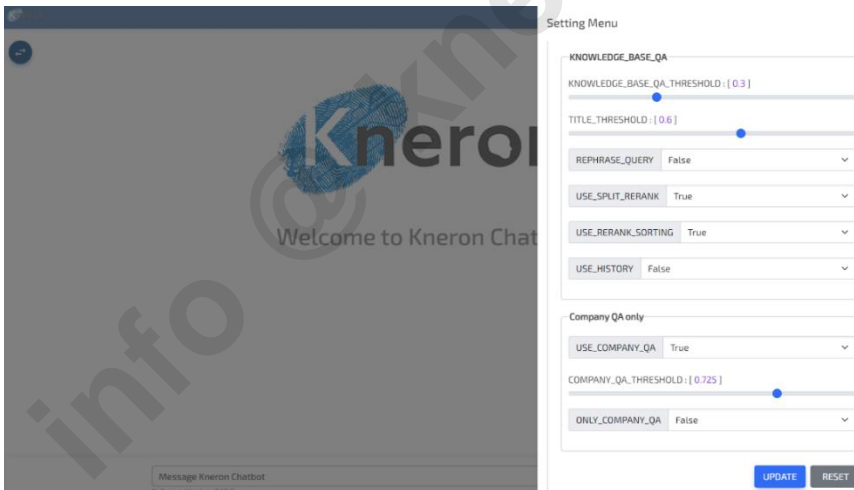 Setting Menu
KNOWLEDGE_BASE_QA
KNOWLEDGE_BASE_QA_THRESHOLD : [ 0.3 ]
TITLE_THRESHOLD : [ 0.6 ]
REPHRASE_QUERY False
USE_SPLIT_RERANK True
USE_RERANK_SORTING True
USE_HISTORY False
Company QA only
USE_COMPANY_QA True
COMPANY_QA_THRESHOLD : [ 0.725 ]
ONLY_COMPANY_QA False
UPDATE RESET
Knero
Welcome to Kneron Chat
Message Kneron Chatbot
info @ kne